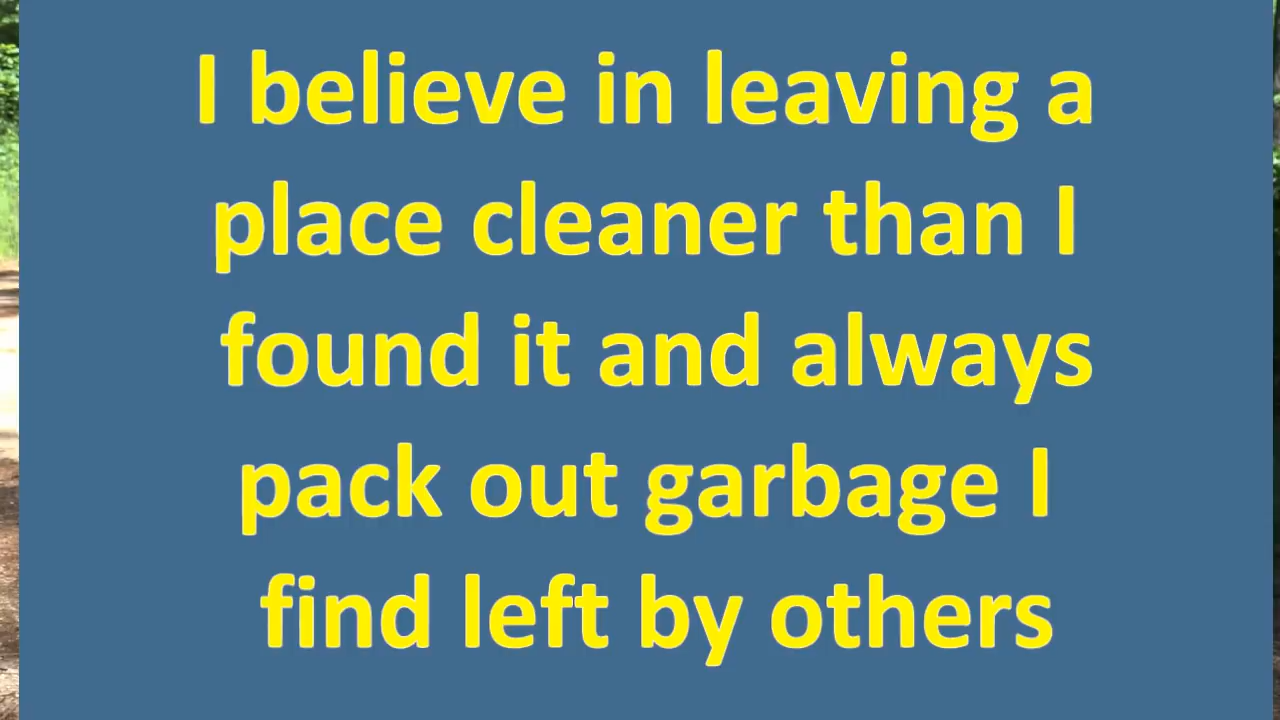 I believe in leaving a
place cleaner than I
found it and always
pack out garbage I
find left by others